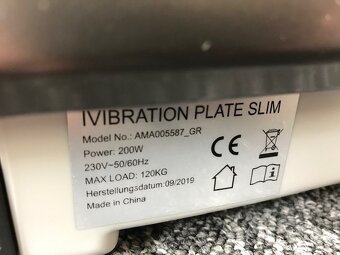 IVIBRATION PLATE SLIM
Model No.: AMA005587_GR
Power: 200W
230V~50/60Hz
MAX LOAD: 120KG
Herstellungsdatum: 09/2019
Made in China
CE